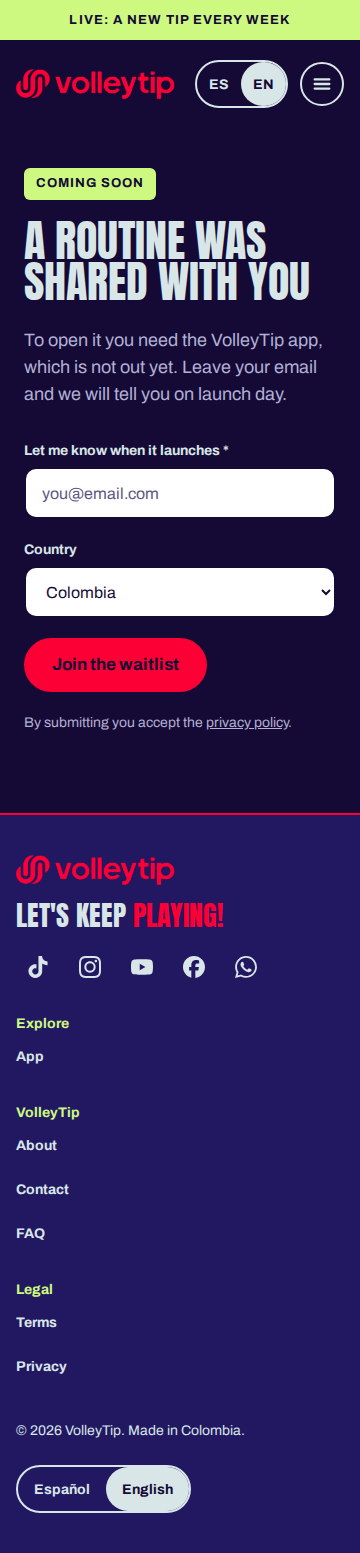 LIVE: A NEW TIP EVERY WEEK
volleytip
ES EN
COMING SOON
A ROUTINE WAS
SHARED WITH YOU
To open it you need the VolleyTip app,
which is not out yet. Leave your email
and we will tell you on launch day.
Let me know when it launches *
you@email.com
Country
Colombia
Join the waitlist
By submitting you accept the privacy policy.
volleytip
LET'S KEEP PLAYING!
Explore
App
VolleyTip
About
Contact
FAQ
Legal
Terms
Privacy
© 2026 VolleyTip. Made in Colombia.
Español English